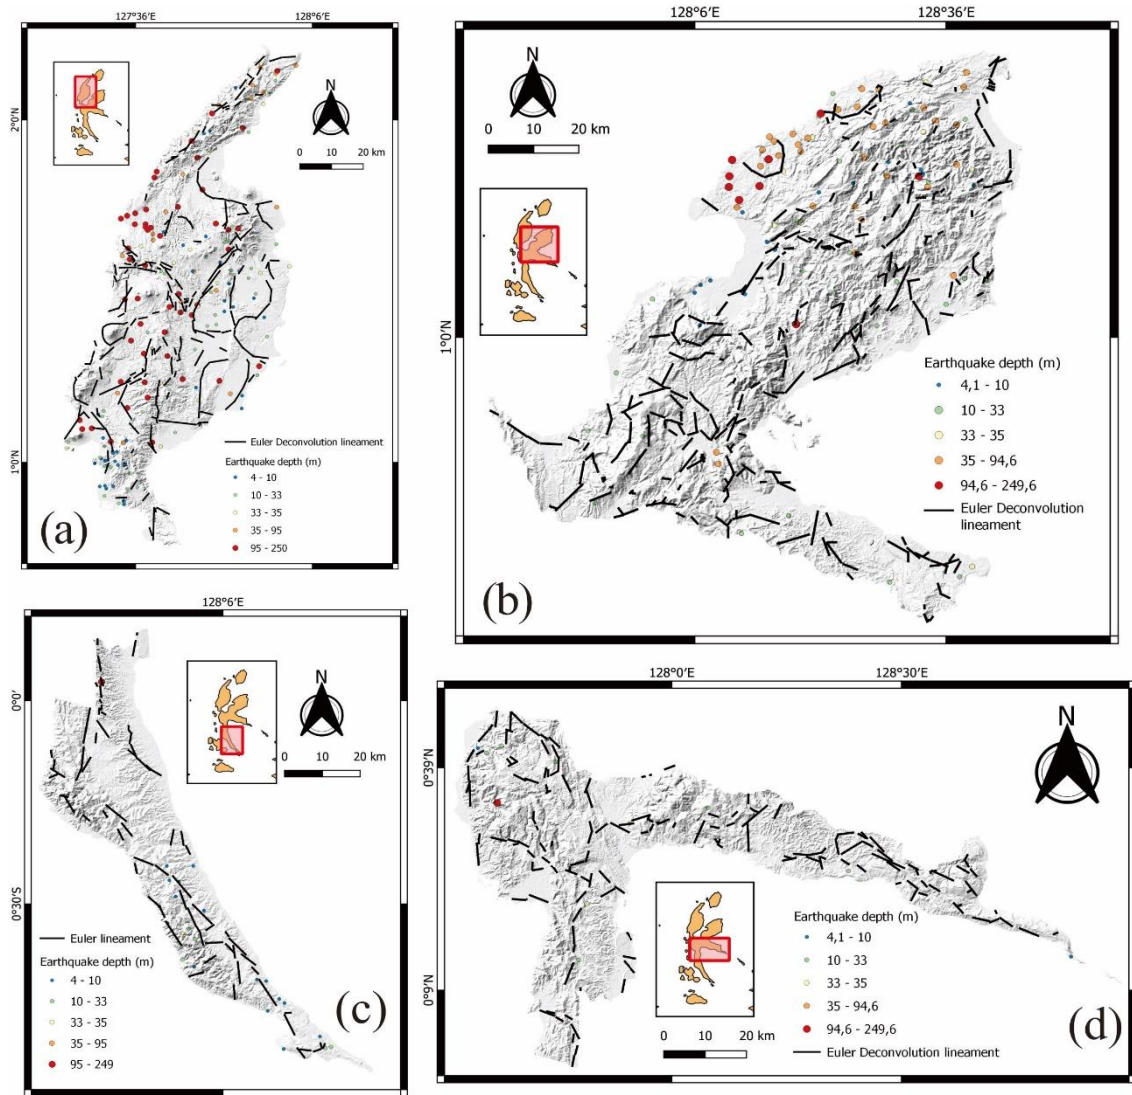 127°36'E
128°6'E
N
0 10 20 km
2°0'N
1°0'N
Euler Deconvolution lineament
Earthquake depth (m)
4 - 10
10 - 33
33 - 35
35 - 95
95 - 250
(a)
128°6'E
128°36'E
N
0 10 20 km
1°0'N
Earthquake depth (m)
4,1 - 10
10 - 33
33 - 35
35 - 94,6
94,6 - 249,6
Euler Deconvolution
lineament
(b)
128°6'E
N
0 10 20 km
0°0'
0°30'S
Euler lineament
Earthquake depth (m)
4 - 10
10 - 33
33 - 35
35 - 95
95 - 249
(c)
128°0'E
128°30'E
N
0°39'N
0°9'N
0 10 20 km
Earthquake depth (m)
4,1 - 10
10 - 33
33 - 35
35 - 94,6
94,6 - 249,6
Euler Deconvolution lineament
(d)